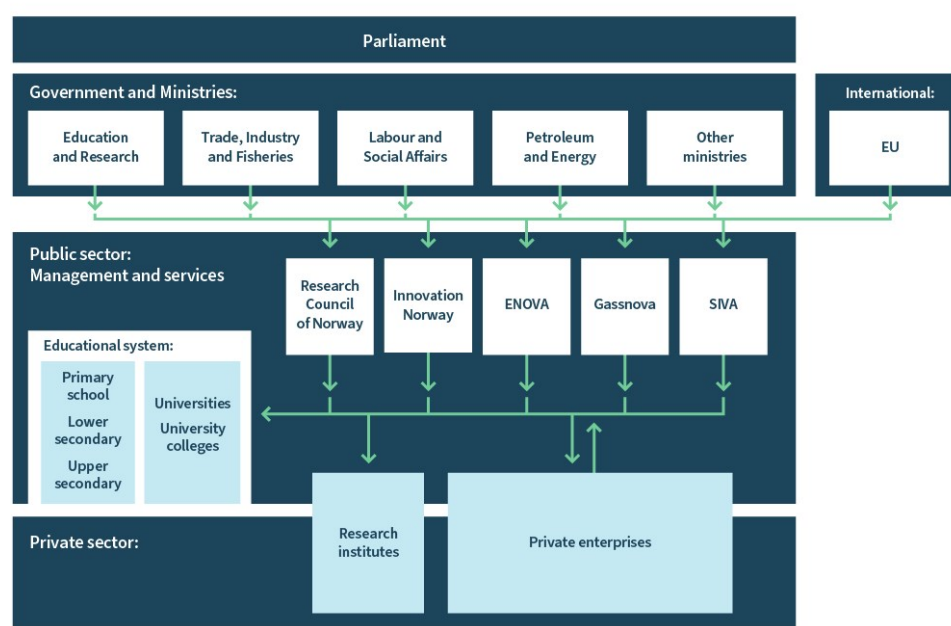 Parliament
Government and Ministries:
Education
and Research
Trade, Industry
and Fisheries
Labour and
Social Affairs
Petroleum
and Energy
Other
ministries
International:
EU
Public sector:
Management and services
Research
Council
of Norway
Innovation
Norway
ENOVA
Gassnova
SIVA
Educational system:
Primary
school
Lower
secondary
Upper
secondary
Universities
University
colleges
Private sector:
Research
institutes
Private enterprises